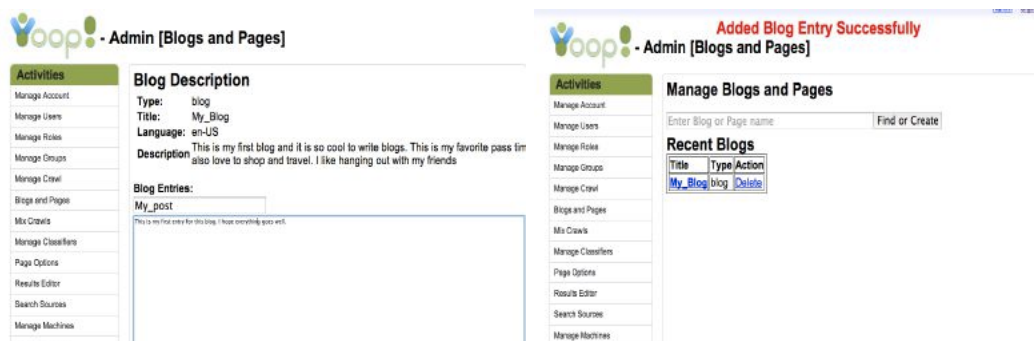 Yoop! - Admin [Blogs and Pages]
Activities
Manage Account
Manage Users
Manage Roles
Manage Groups
Manage Crawl
Blogs and Pages
Mix Crawls
Manage Classifiers
Page Options
Results Editor
Search Sources
Manage Machines
Blog Description
Type: blog
Title: My_Blog
Language: en-US
Description This is my first blog and it is so cool to write blogs. This is my favorite pass tim
also love to shop and travel. I like hanging out with my friends
Blog Entries:
My_post
This is my first entry for this blog. I hope everything goes well.
Added Blog Entry Successfully
Yoop! - Admin [Blogs and Pages]
Activities
Manage Account
Manage Users
Manage Roles
Manage Groups
Manage Crawl
Blogs and Pages
Mix Crawls
Manage Classifiers
Page Options
Results Editor
Search Sources
Manage Machines
Manage Blogs and Pages
Enter Blog or Page name Find or Create
Recent Blogs
Title Type Action
My_Blog blog Delete